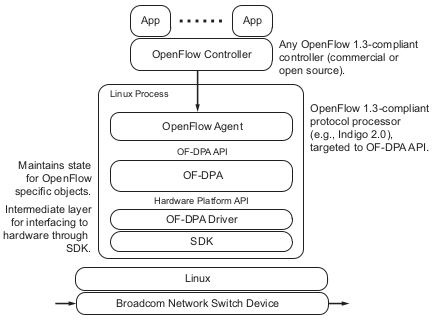 App
App
OpenFlow Controller
Any OpenFlow 1.3-compliant
controller (commercial or
open source).
Linux Process
OpenFlow Agent
OpenFlow 1.3-compliant
protocol processor
(e.g., Indigo 2.0),
targeted to OF-DPA API.
OF-DPA API
Maintains state
for OpenFlow
specific objects.
OF-DPA
Hardware Platform API
Intermediate layer
for interfacing to
hardware through
SDK.
OF-DPA Driver
SDK
Linux
Broadcom Network Switch Device